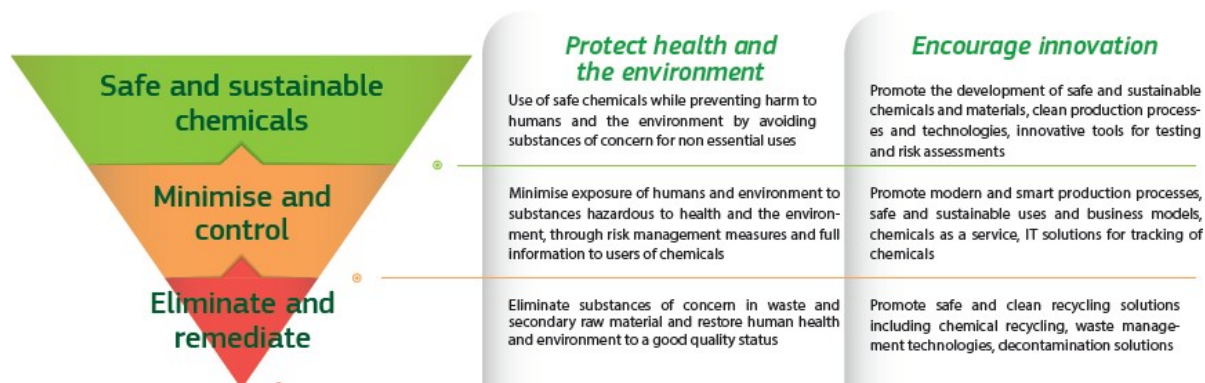 Safe and sustainable
chemicals
Minimise and
control
Eliminate and
remediate
Protect health and
the environment
Use of safe chemicals while preventing harm to
humans and the environment by avoiding
substances of concern for non essential uses
Minimise exposure of humans and environment to
substances hazardous to health and the environ-
ment, through risk management measures and full
information to users of chemicals
Eliminate substances of concern in waste and
secondary raw material and restore human health
and environment to a good quality status
Encourage innovation
Promote the development of safe and sustainable
chemicals and materials, clean production process-
es and technologies, innovative tools for testing
and risk assessments
Promote modern and smart production processes,
safe and sustainable uses and business models,
chemicals as a service, IT solutions for tracking of
chemicals
Promote safe and clean recycling solutions
including chemical recycling, waste manage-
ment technologies, decontamination solutions